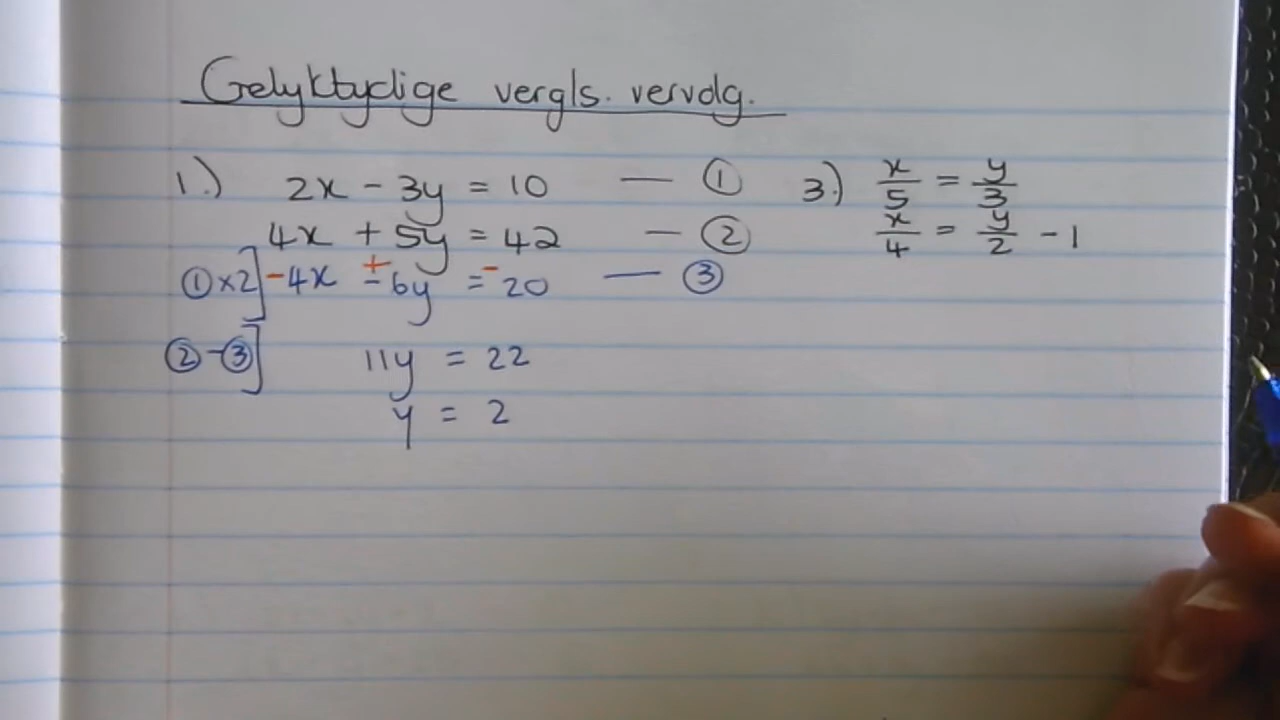 Gelyktydige vergls. vervolg.
1.) 2x - 3y = 10 — ①
4x + 5y = 42 — ②
①×2] - 4x + - 6y = - 20 — ③
② - ③] 11y = 22
y = 2
3.) x/5 = y/3
x/4 = y/2 - 1